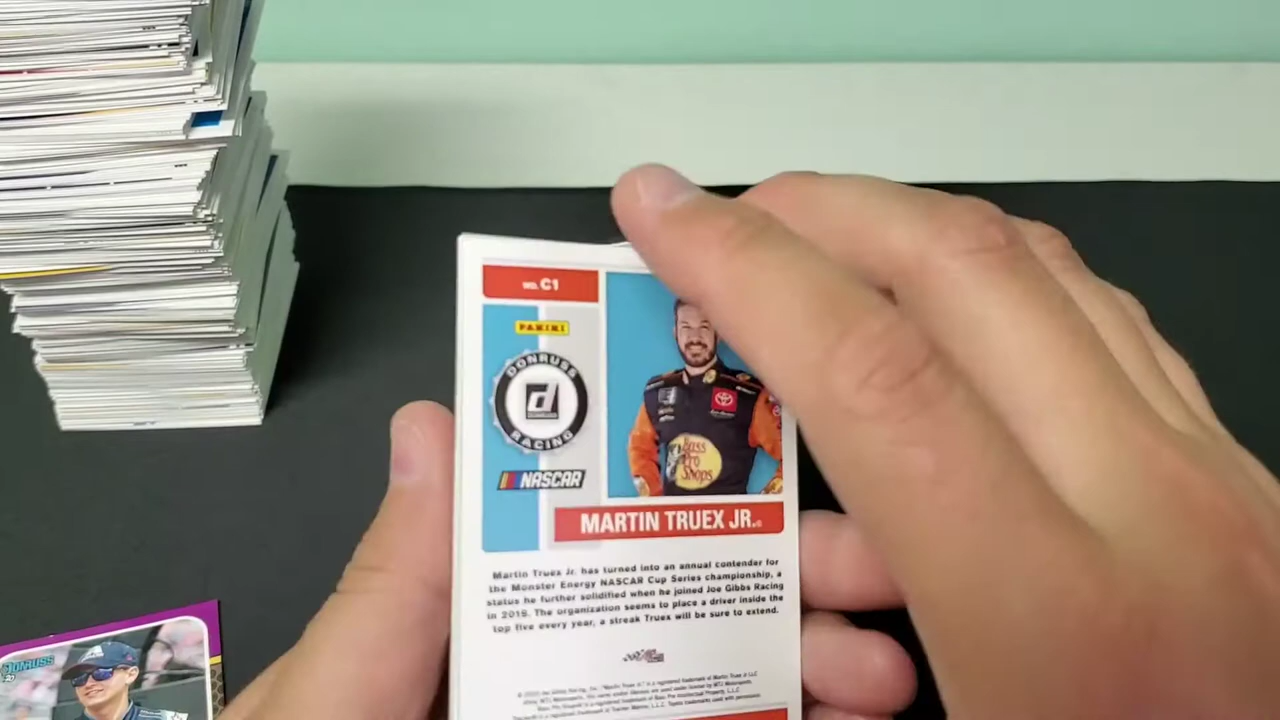 NO. C1
PANINI
DONRUSS
d
RACING
NASCAR
Bass
Pro
Shops
MARTIN TRUEX JR.
Martin Truex Jr. has turned into an annual contender for
the Monster Energy NASCAR Cup Series championship, a
status he further solidified when he joined Joe Gibbs Racing
in 2019. The organization seems to place a driver inside the
top five every year, a streak Truex will be sure to extend.
DONRUSS